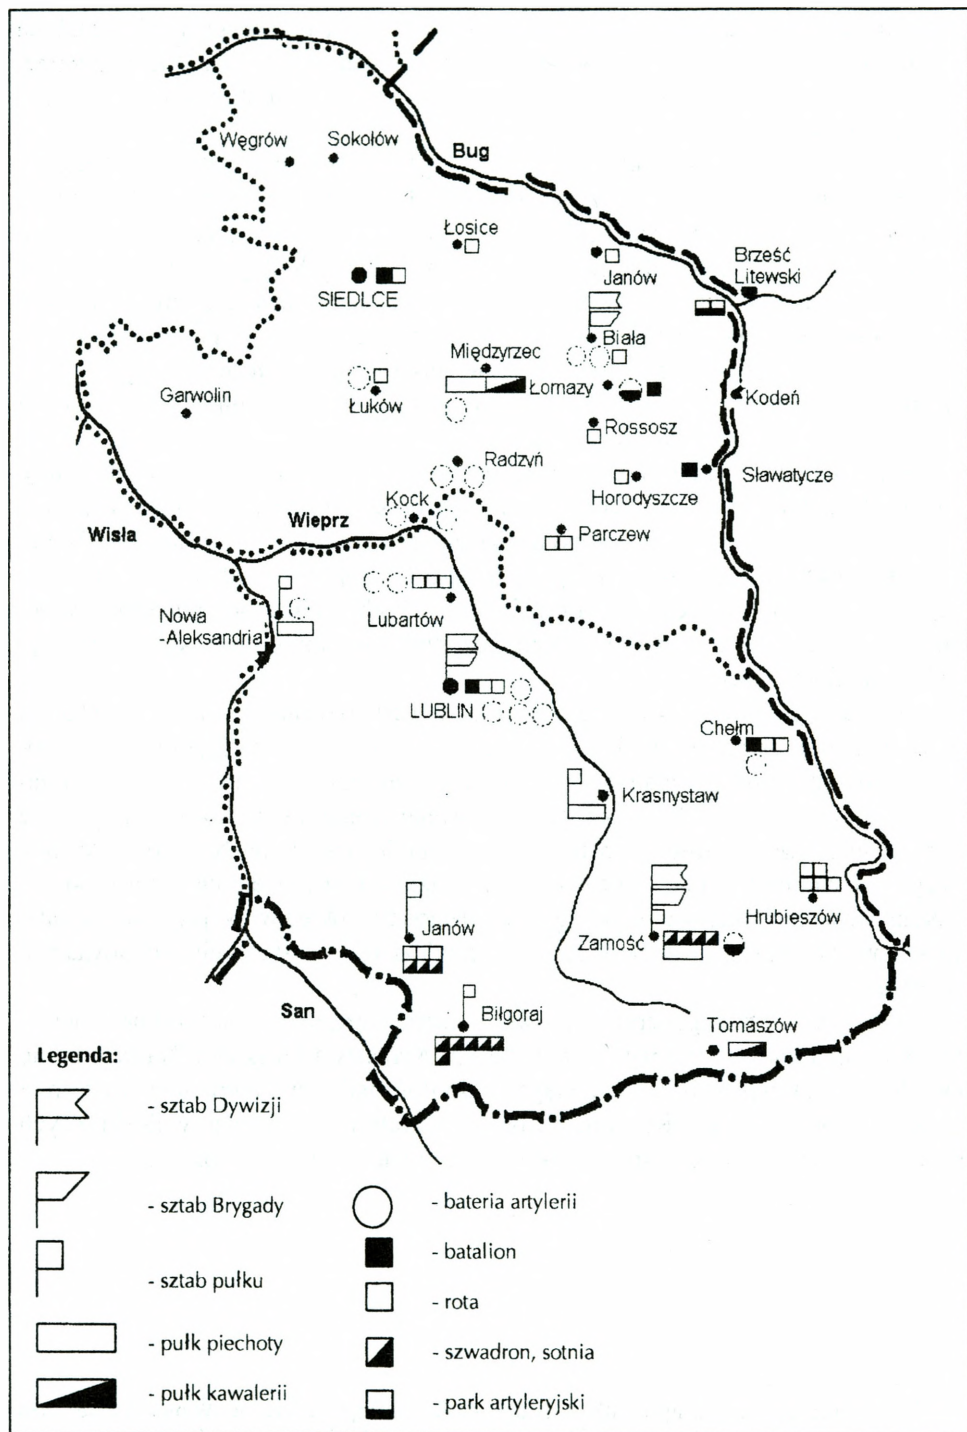 Węgrów
Sokołów
Bug
Łosice
Janów
Brześć
Litewski
SIEDLCE
Biała
Międzyrzec
Łomazy
Kodeń
Garwolin
Łuków
Rossosz
Radzyń
Horodyszcze
Sławatycze
Kock
Wisła
Wieprz
Parczew
Nowa
-Aleksandria
Lubartów
LUBLIN
Chełm
Krasnystaw
Janów
Zamość
Hrubieszów
San
Biłgoraj
Tomaszów
Legenda:
- sztab Dywizji
- sztab Brygady
- sztab pułku
- pułk piechoty
- pułk kawalerii
- bateria artylerii
- batalion
- rota
- szwadron, sotnia
- park artyleryjski